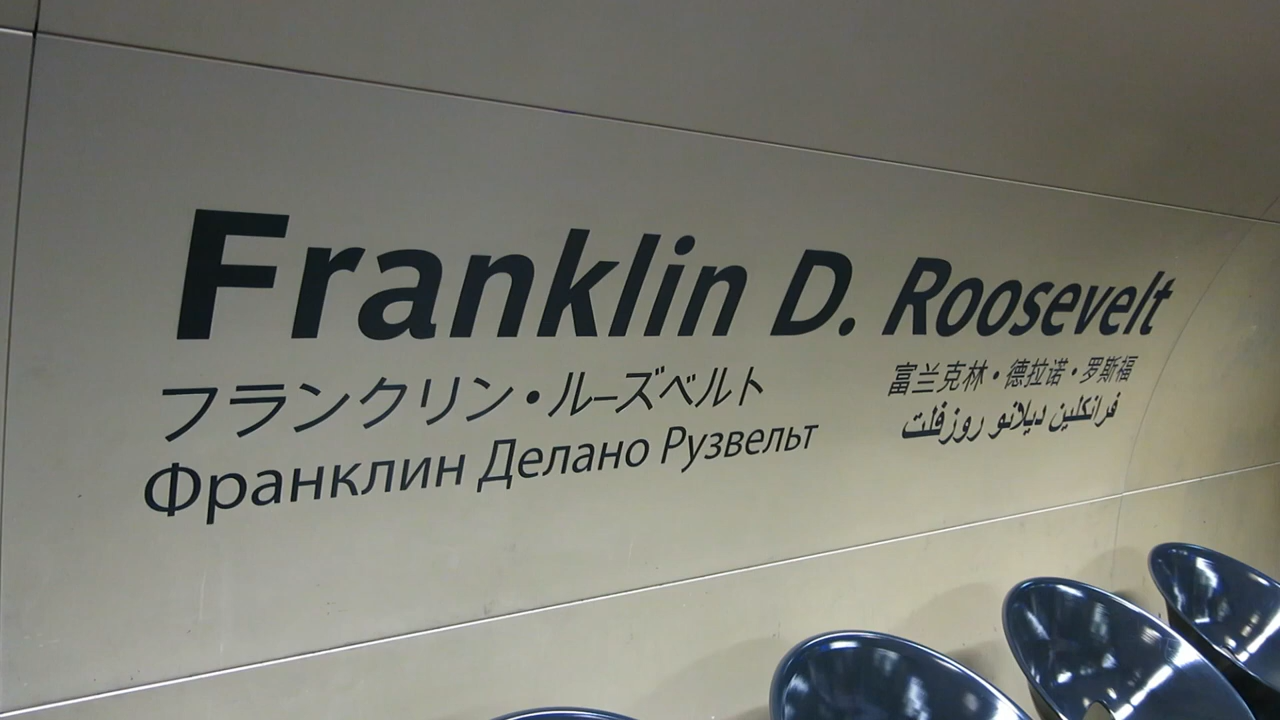 Franklin D. Roosevelt
フランクリン・ルーズベルト
富兰克林・德拉诺・罗斯福
Франклин Делано Рузвельт
فرانكلين ديلانو روزفلت